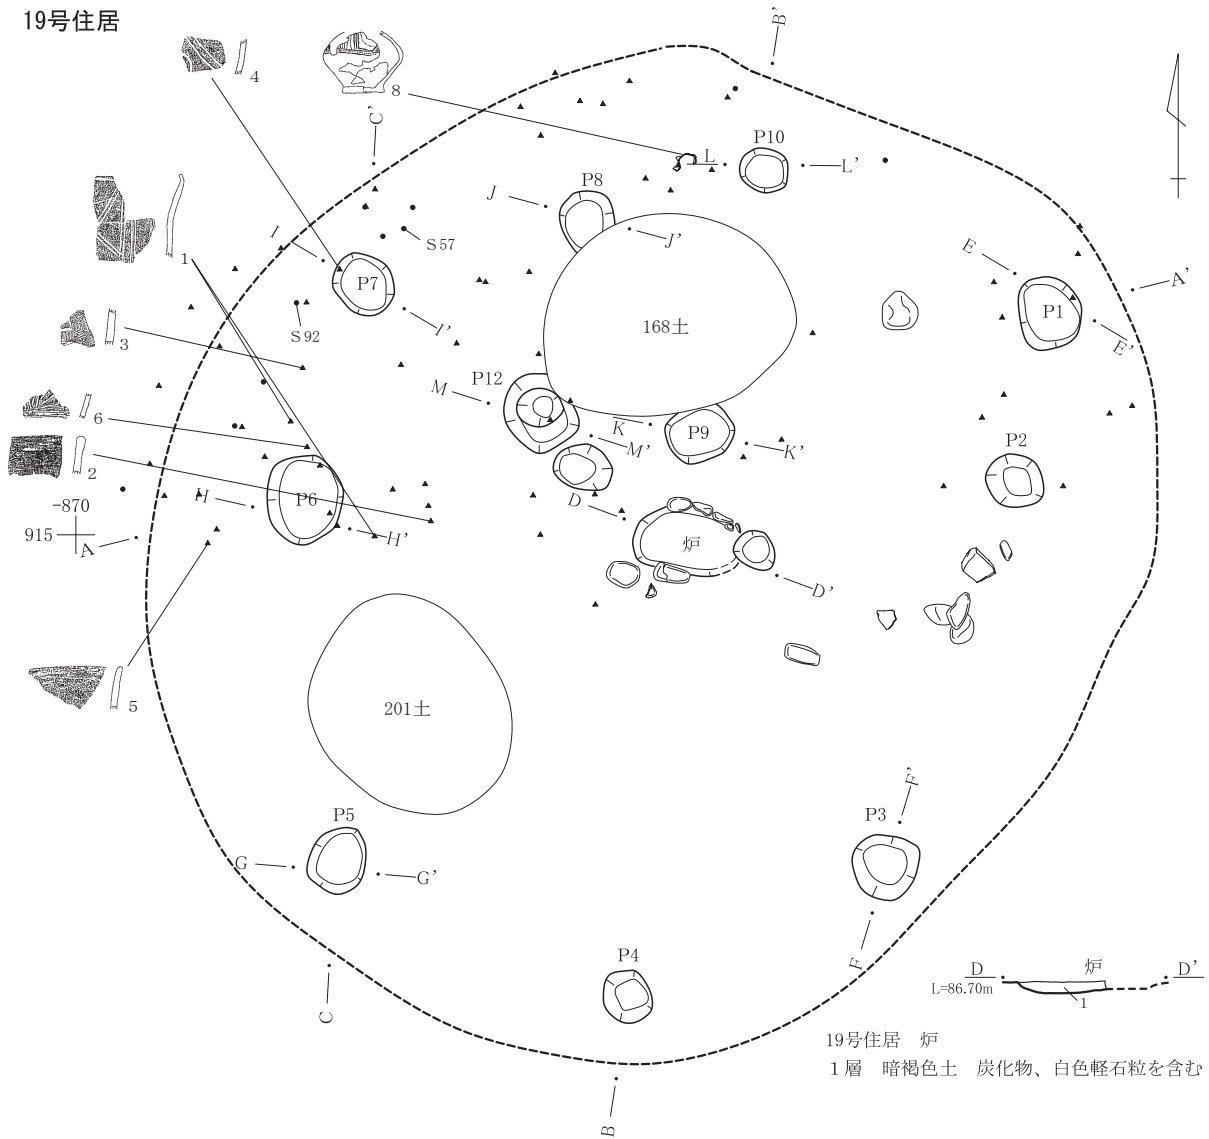 19号住居
B'
4
8
C'
P10
L
L'
P8
J
J'
I
S57
E
A'
1
P7
P1
I'
S92
168土
E'
3
M
P12
6
K
P9
M'
K'
P2
2
H
P6
D
-870
915
A
H'
炉
D'
5
201土
P5
F'
P3
G
G'
P4
F
C
D
炉
D'
L=86.70m
1
19号住居　炉
１層　暗褐色土　炭化物、白色軽石粒を含む
B